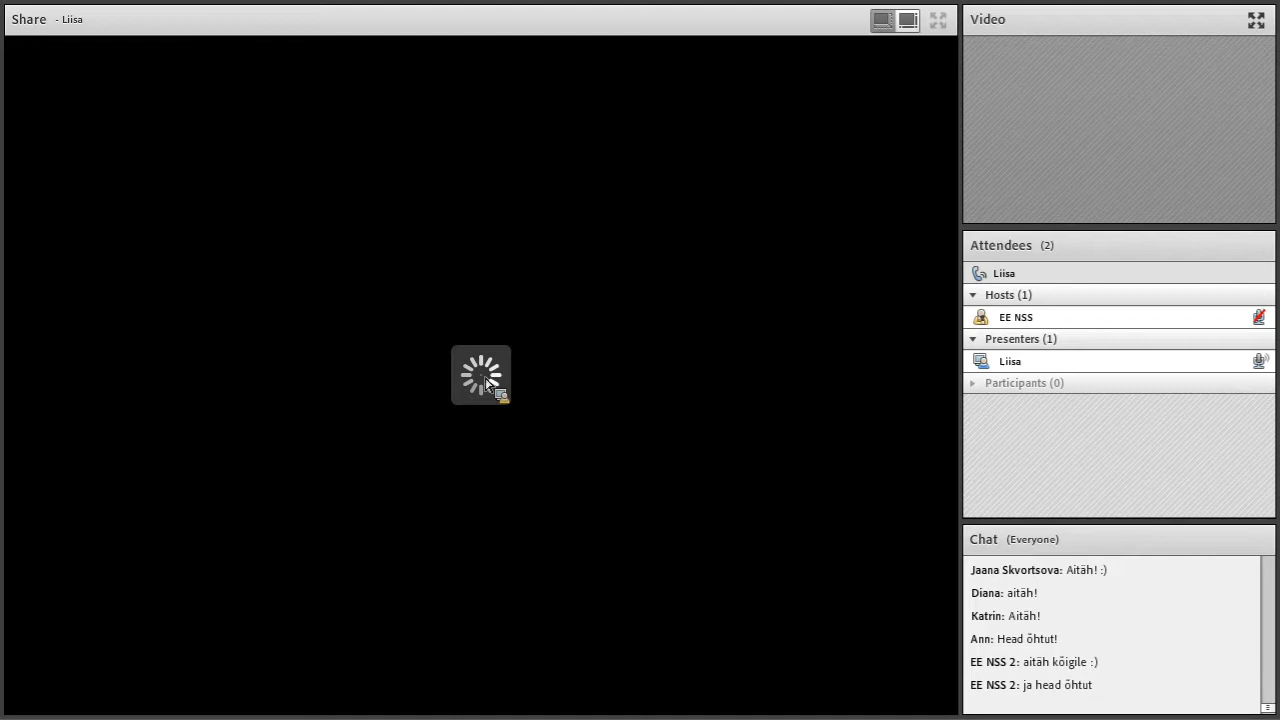 Share - Liisa
Video
Attendees (2)
Liisa
Hosts (1)
EE NSS
Presenters (1)
Liisa
Participants (0)
Chat (Everyone)
Jaana Skvortsova: Aitäh! :)
Diana: aitäh!
Katrin: Aitäh!
Ann: Head õhtut!
EE NSS 2: aitäh kõigile :)
EE NSS 2: ja head õhtut